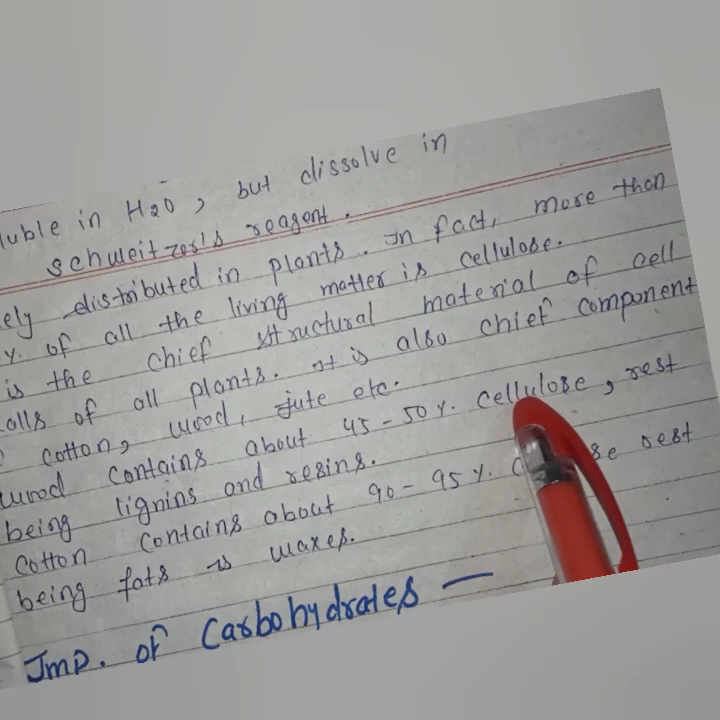 luble in H2O, but dissolve in
schweitzer's reagent.
ely distributed in plants. In fact, more than
y. of all the living matter is cellulose.
is the chief structural material of cell
alls of all plants. It is also chief component
cotton, wood, jute etc.
wood contains about 45-50%. cellulose, rest
being lignins and resins.
cotton contains about 90-95%. se rest
being fats waxes.
Imp. of Carbohydrates —